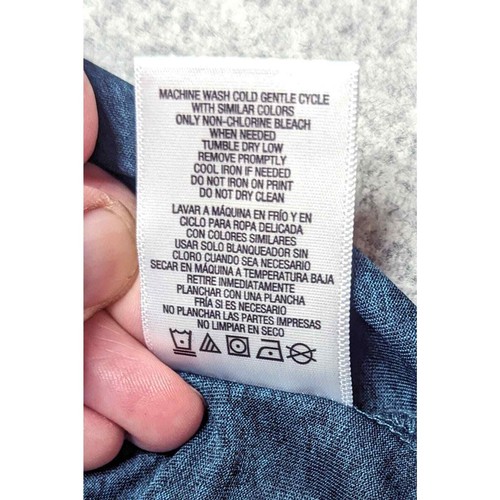 MACHINE WASH COLD GENTLE CYCLE
WITH SIMILAR COLORS
ONLY NON-CHLORINE BLEACH
WHEN NEEDED
TUMBLE DRY LOW
REMOVE PROMPTLY
COOL IRON IF NEEDED
DO NOT IRON ON PRINT
DO NOT DRY CLEAN
LAVAR A MÁQUINA EN FRÍO Y EN
CICLO PARA ROPA DELICADA
CON COLORES SIMILARES
USAR SOLO BLANQUEADOR SIN
CLORO CUANDO SEA NECESARIO
SECAR EN MÁQUINA A TEMPERATURA BAJA
RETIRE INMEDIATAMENTE
PLANCHAR CON UNA PLANCHA
FRÍA SI ES NECESARIO
NO PLANCHAR LAS PARTES IMPRESAS
NO LIMPIAR EN SECO